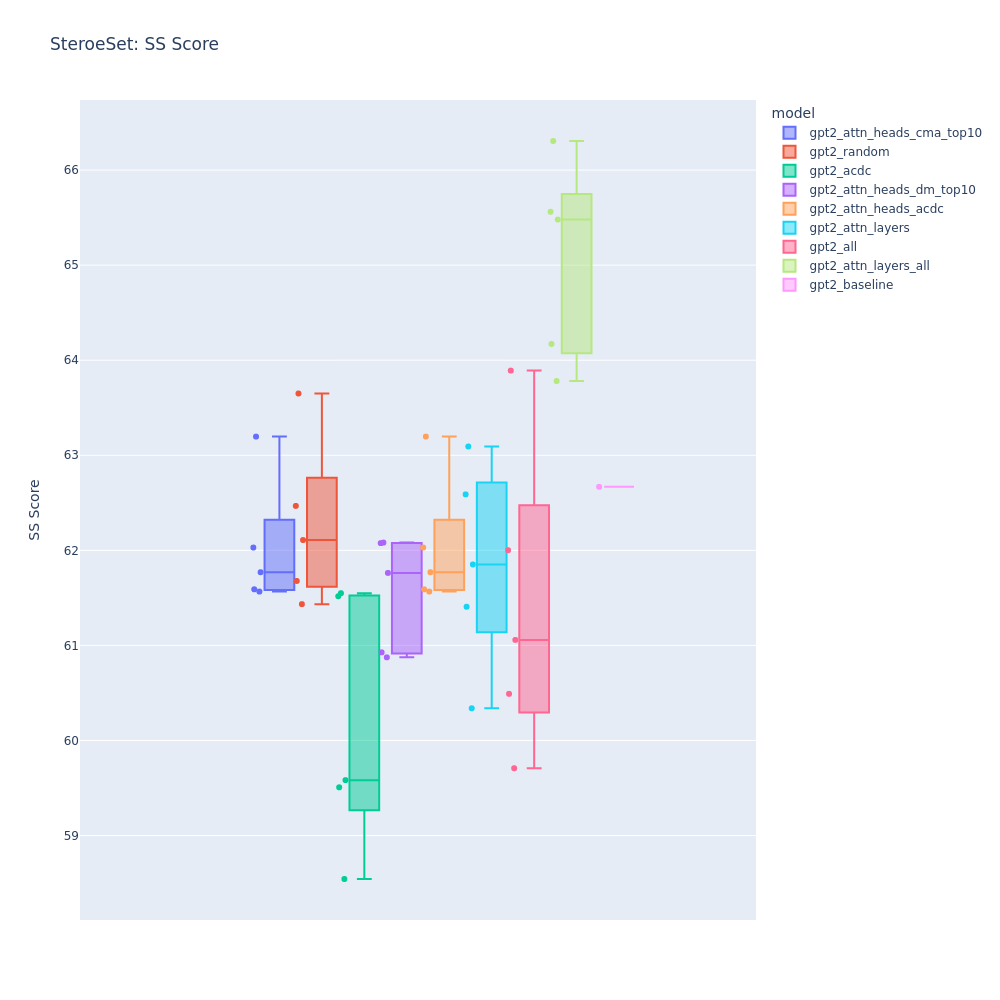 SteroeSet: SS Score
model
gpt2_attn_heads_cma_top10
gpt2_random
gpt2_acdc
gpt2_attn_heads_dm_top10
gpt2_attn_heads_acdc
gpt2_attn_layers
gpt2_all
gpt2_attn_layers_all
gpt2_baseline
66
65
64
63
62
61
60
59
SS Score